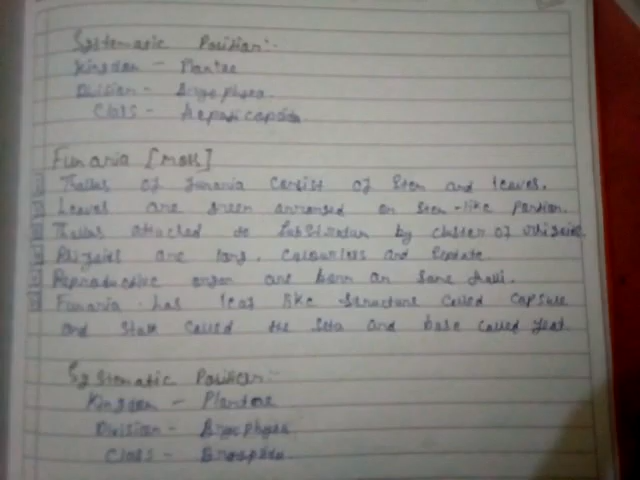 Systematic Position:-
Kingdom - Plantae
Division - Bryophyta
Class - Hepaticopsida
Funaria [Moss]
Thallus of funaria consist of Stem and leaves.
Leaves are green arranged on stem-like portion.
Thallus attached to Substratum by cluster of rhizoids.
Rhizoids are long, colourless and Septate.
Reproductive organ are born on same thalli.
Funaria has leaf like structure called capsule
and stalk called the seta and base called foot
Systematic Position:-
Kingdom - Plantae
Division - Bryophyta
Class -